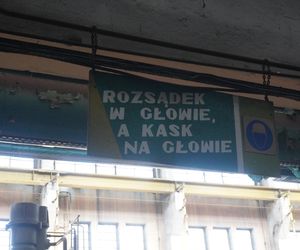 ROZSĄDEK
W GŁOWIE,
A KASK
NA GŁOWIE